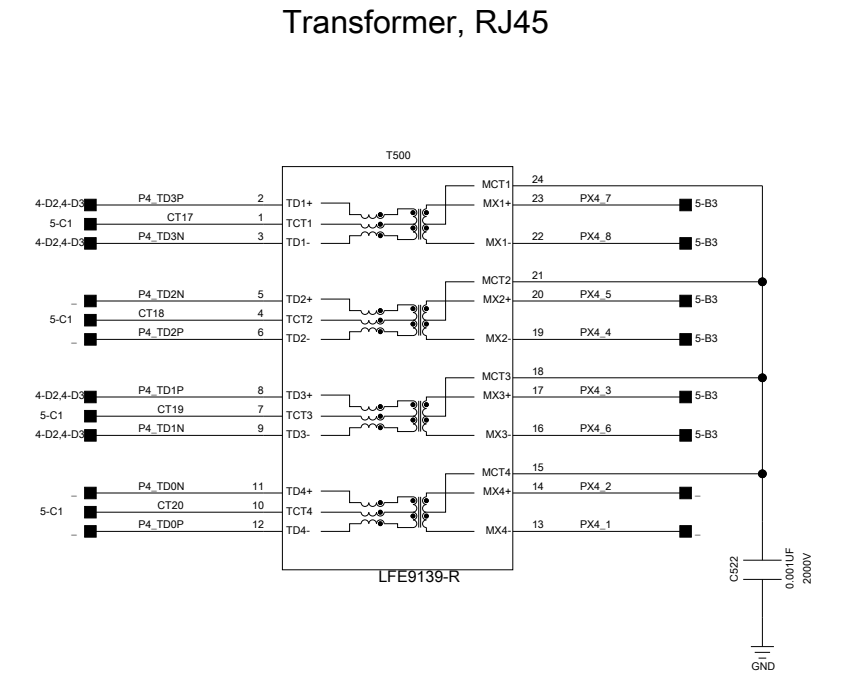 Transformer, RJ45
T500
MCT1 24
4-D2,4-D3 P4_TD3P 2 TD1+ MX1+ 23 PX4_7 5-B3
5-C1 CT17 1 TCT1
4-D2,4-D3 P4_TD3N 3 TD1- MX1- 22 PX4_8 5-B3
MCT2 21
_ P4_TD2N 5 TD2+ MX2+ 20 PX4_5 5-B3
5-C1 CT18 4 TCT2
_ P4_TD2P 6 TD2- MX2- 19 PX4_4 5-B3
MCT3 18
4-D2,4-D3 P4_TD1P 8 TD3+ MX3+ 17 PX4_3 5-B3
5-C1 CT19 7 TCT3
4-D2,4-D3 P4_TD1N 9 TD3- MX3- 16 PX4_6 5-B3
MCT4 15
_ P4_TD0N 11 TD4+ MX4+ 14 PX4_2 _
5-C1 CT20 10 TCT4
_ P4_TD0P 12 TD4- MX4- 13 PX4_1 _
LFE9139-R
C522
0.001UF
2000V
GND